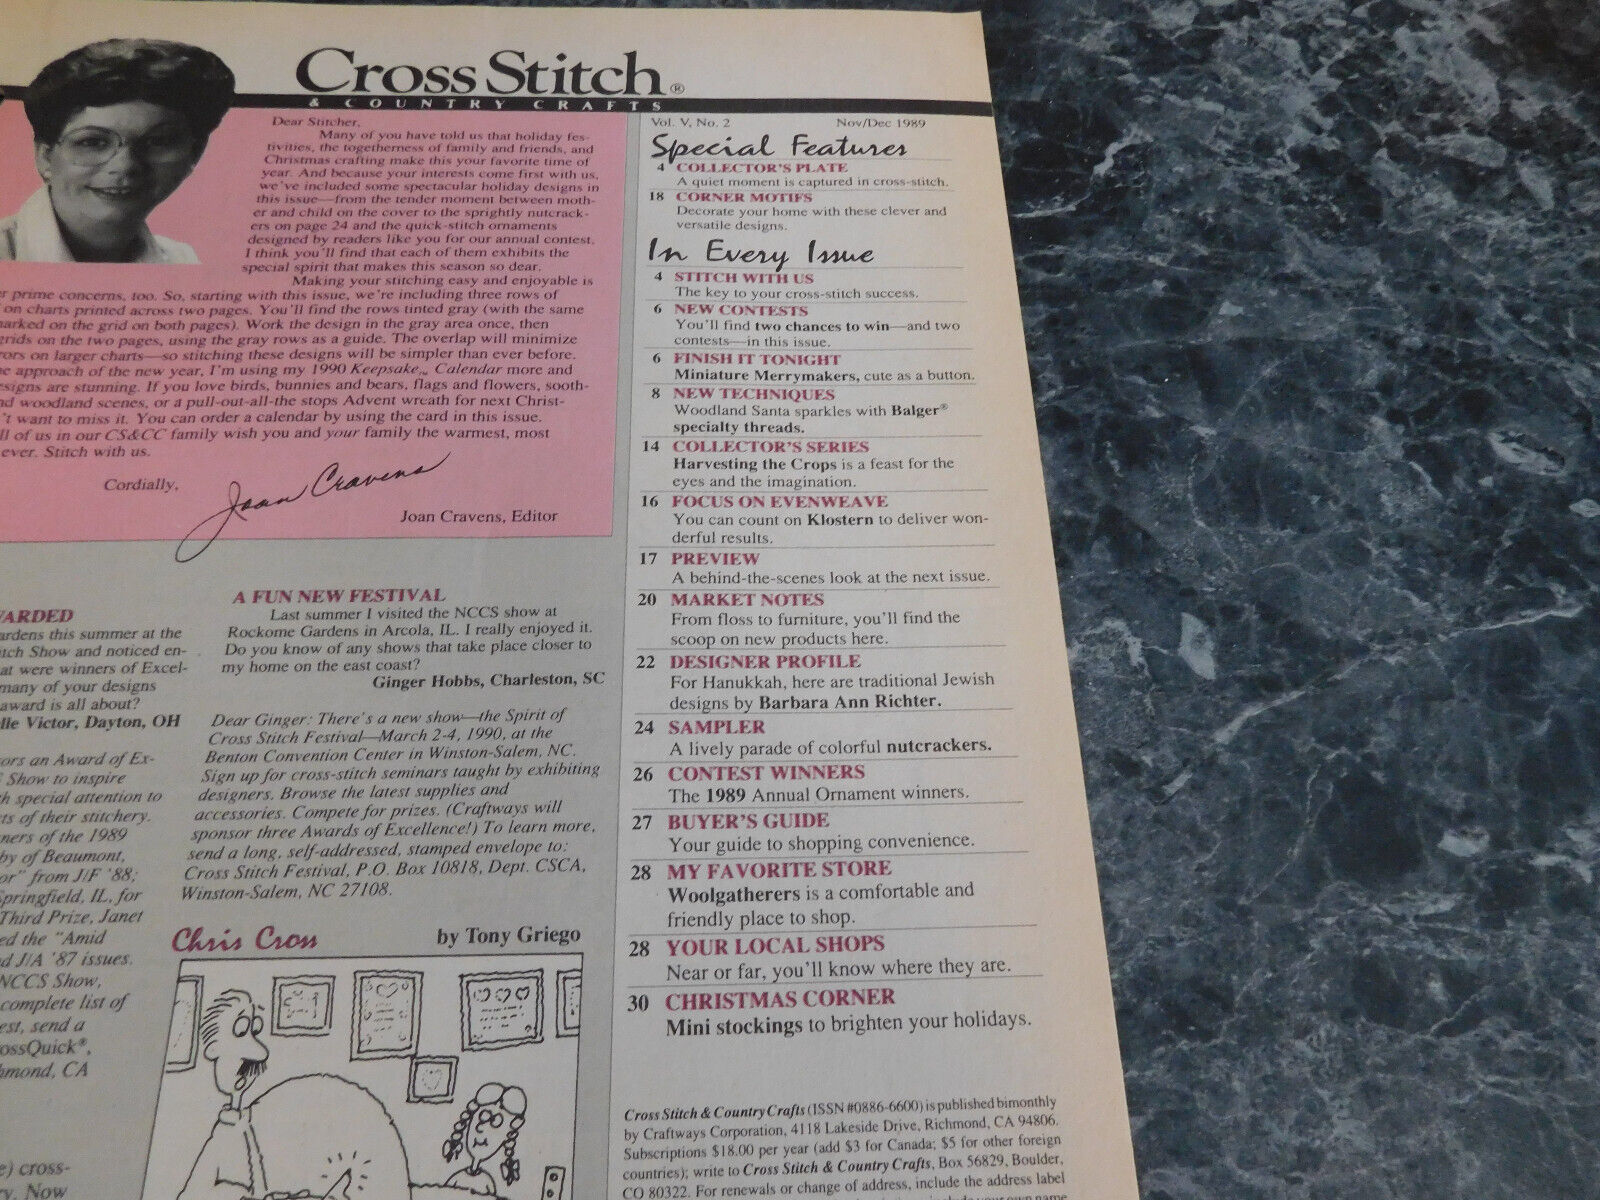 Cross Stitch®
& COUNTRY CRAFTS
Dear Stitcher,
Many of you have told us that holiday fes-
tivities, the togetherness of family and friends, and
Christmas crafting make this your favorite time of
year. And because your interests come first with us,
we've included some spectacular holiday designs in
this issue—from the tender moment between moth-
er and child on the cover to the sprightly nutcrack-
ers on page 24 and the quick-stitch ornaments
designed by readers like you for our annual contest.
I think you'll find that each of them exhibits the
special spirit that makes this season so dear.
Making your stitching easy and enjoyable is
prime concerns, too. So, starting with this issue, we're including three rows of
on charts printed across two pages. You'll find the rows tinted gray (with the same
marked on the grid on both pages). Work the design in the gray area once, then
grids on the two pages, using the gray rows as a guide. The overlap will minimize
on larger charts—so stitching these designs will be simpler than ever before.
approach of the new year, I'm using my 1990 Keepsake™ Calendar more and
are stunning. If you love birds, bunnies and bears, flags and flowers, sooth-
woodland scenes, or a pull-out-all-the stops Advent wreath for next Christ-
't want to miss it. You can order a calendar by using the card in this issue.
ll of us in our CS&CC family wish you and your family the warmest, most
ever. Stitch with us.
Cordially,
Joan Cravens
Joan Cravens, Editor
WARDED
ardens this summer at the
itch Show and noticed en-
at were winners of Excel-
many of your designs
award is all about?
lle Victor, Dayton, OH
ors an Award of Ex-
Show to inspire
h special attention to
ts of their stitchery.
ners of the 1989
by of Beaumont,
or" from J/F '88;
Springfield, IL, for
Third Prize, Janet
ed the "Amid
d J/A '87 issues.
NCCS Show,
complete list of
est, send a
ossQuick®,
hmond, CA
e) cross-
ry. Now
A FUN NEW FESTIVAL
Last summer I visited the NCCS show at
Rockome Gardens in Arcola, IL. I really enjoyed it.
Do you know of any shows that take place closer to
my home on the east coast?
Ginger Hobbs, Charleston, SC
Dear Ginger: There's a new show—the Spirit of
Cross Stitch Festival—March 2-4, 1990, at the
Benton Convention Center in Winston-Salem, NC.
Sign up for cross-stitch seminars taught by exhibiting
designers. Browse the latest supplies and
accessories. Compete for prizes. (Craftways will
sponsor three Awards of Excellence!) To learn more,
send a long, self-addressed, stamped envelope to:
Cross Stitch Festival, P.O. Box 10818, Dept. CSCA,
Winston-Salem, NC 27108.
Chris Cross by Tony Griego
Vol. V, No. 2 Nov/Dec 1989
Special Features
4 COLLECTOR'S PLATE
A quiet moment is captured in cross-stitch.
18 CORNER MOTIFS
Decorate your home with these clever and
versatile designs.
In Every Issue
4 STITCH WITH US
The key to your cross-stitch success.
6 NEW CONTESTS
You'll find two chances to win—and two
contests—in this issue.
6 FINISH IT TONIGHT
Miniature Merrymakers, cute as a button.
8 NEW TECHNIQUES
Woodland Santa sparkles with Balger®
specialty threads.
14 COLLECTOR'S SERIES
Harvesting the Crops is a feast for the
eyes and the imagination.
16 FOCUS ON EVENWEAVE
You can count on Klostern to deliver won-
derful results.
17 PREVIEW
A behind-the-scenes look at the next issue.
20 MARKET NOTES
From floss to furniture, you'll find the
scoop on new products here.
22 DESIGNER PROFILE
For Hanukkah, here are traditional Jewish
designs by Barbara Ann Richter.
24 SAMPLER
A lively parade of colorful nutcrackers.
26 CONTEST WINNERS
The 1989 Annual Ornament winners.
27 BUYER'S GUIDE
Your guide to shopping convenience.
28 MY FAVORITE STORE
Woolgatherers is a comfortable and
friendly place to shop.
28 YOUR LOCAL SHOPS
Near or far, you'll know where they are.
30 CHRISTMAS CORNER
Mini stockings to brighten your holidays.
Cross Stitch & Country Crafts (ISSN #0886-6600) is published bimonthly
by Craftways Corporation, 4118 Lakeside Drive, Richmond, CA 94806.
Subscriptions $18.00 per year (add $3 for Canada; $5 for other foreign
countries); write to Cross Stitch & Country Crafts, Box 56829, Boulder,
CO 80322. For renewals or change of address, include the address label